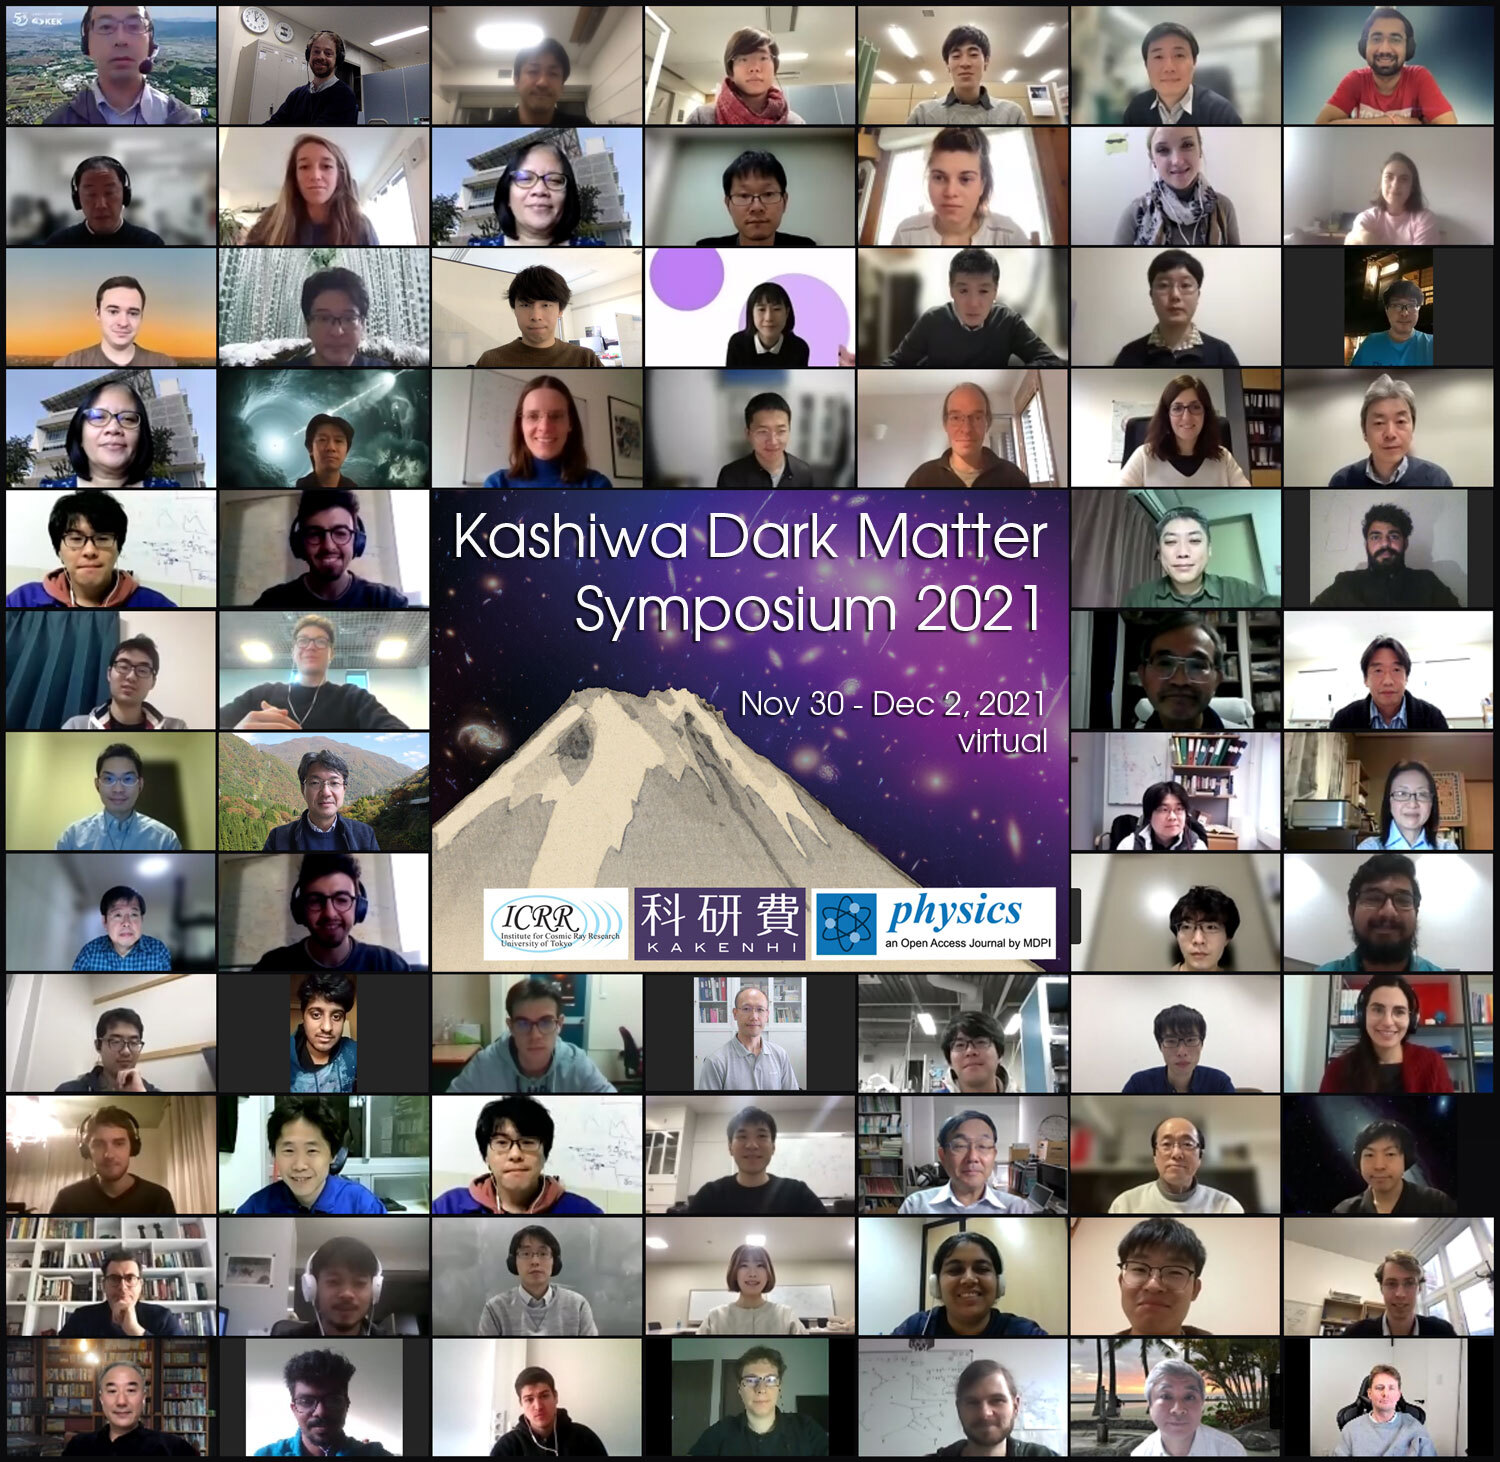 KEK
Kashiwa Dark Matter
Symposium 2021
Nov 30 - Dec 2, 2021
virtual
ICRR
Institute for Cosmic Ray Research
University of Tokyo
科研費
KAKENHI
physics
an Open Access Journal by MDPI